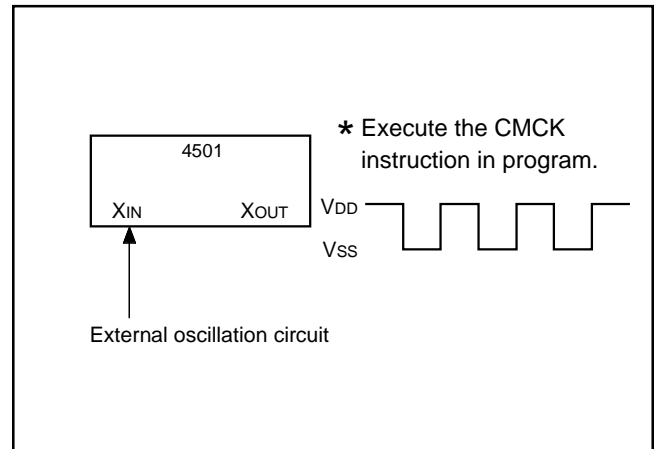 * Execute the CMCK
instruction in program.
4501
XIN XOUT
VDD
VSS
External oscillation circuit